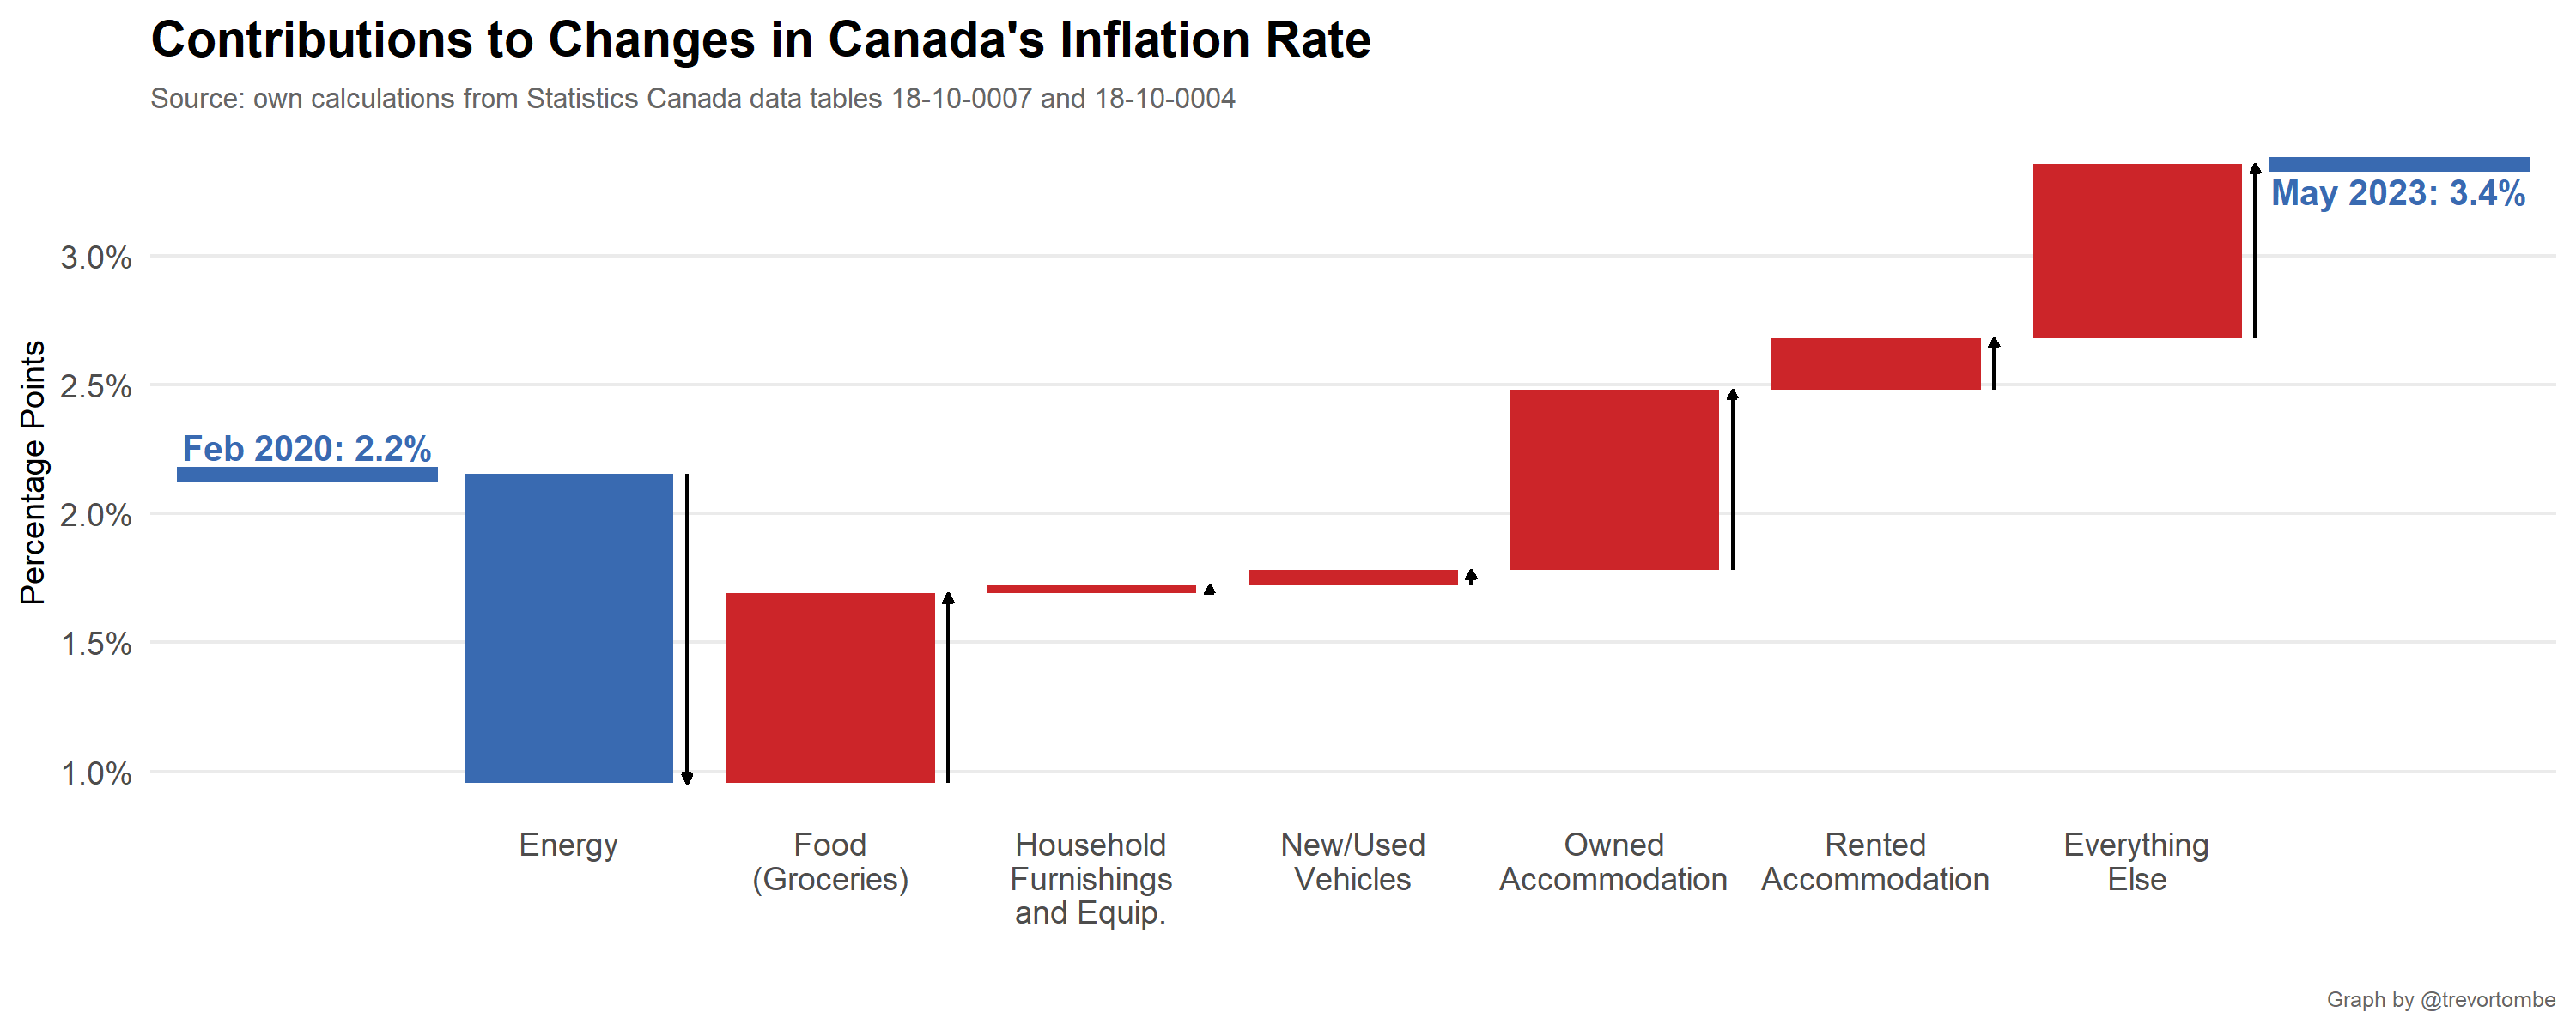 Contributions to Changes in Canada's Inflation Rate
Source: own calculations from Statistics Canada data tables 18-10-0007 and 18-10-0004
Percentage Points
3.0%
2.5%
2.0%
1.5%
1.0%
Feb 2020: 2.2%
May 2023: 3.4%
Energy
Food
(Groceries)
Household
Furnishings
and Equip.
New/Used
Vehicles
Owned
Accommodation
Rented
Accommodation
Everything
Else
Graph by @trevortombe